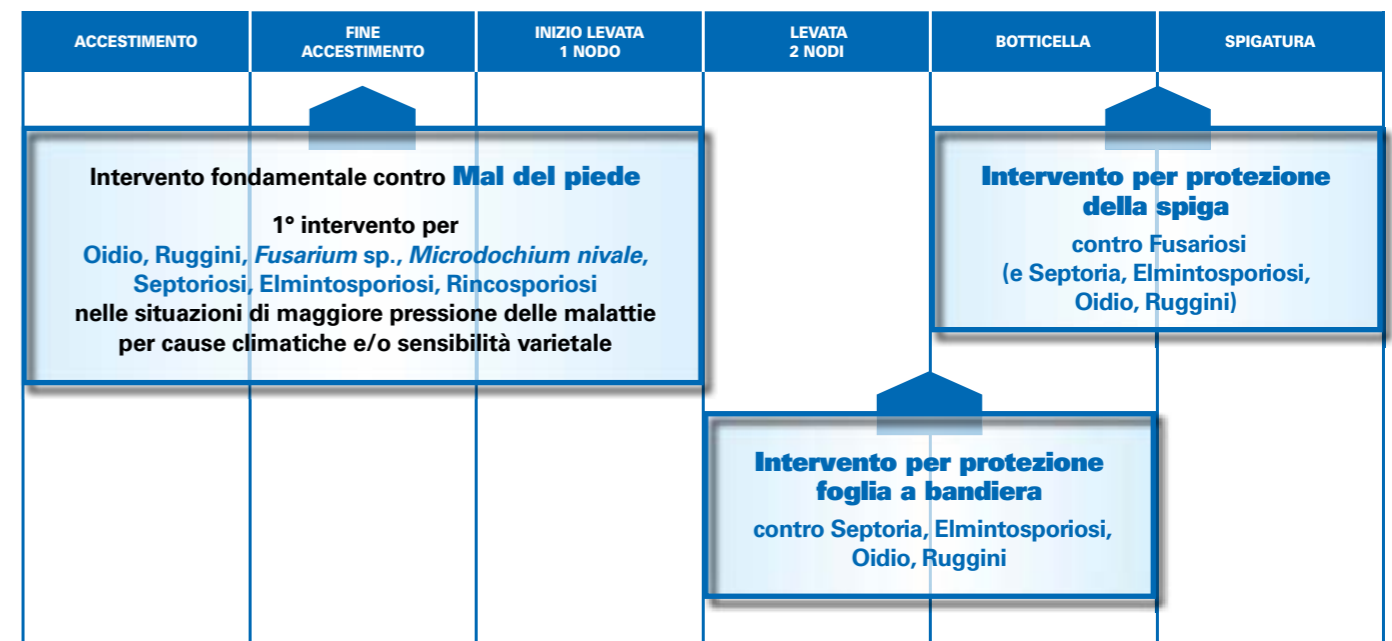 ACCESTIMENTO
FINE
ACCESTIMENTO
INIZIO LEVATA
1 NODO
LEVATA
2 NODI
BOTTICELLA
SPIGATURA
Intervento fondamentale contro Mal del piede
1° intervento per
Oidio, Ruggini, Fusarium sp., Microdochium nivale,
Septoriosi, Elmintosporiosi, Rincosporiosi
nelle situazioni di maggiore pressione delle malattie
per cause climatiche e/o sensibilità varietale
Intervento per protezione
della spiga
contro Fusariosi
(e Septoria, Elmintosporiosi,
Oidio, Ruggini)
Intervento per protezione
foglia a bandiera
contro Septoria, Elmintosporiosi,
Oidio, Ruggini